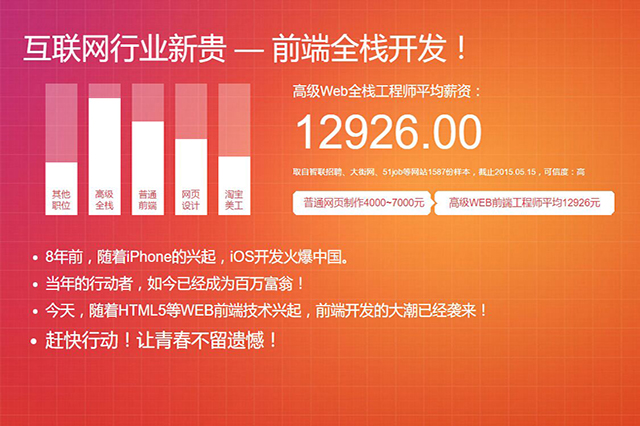 互联网行业新贵 — 前端全栈开发！
高级Web全栈工程师平均薪资：
12926.00
取自智联招聘、大街网、51job等网站1587份样本，截止2015.05.15，可信度：高
普通网页制作4000~7000元
高级WEB前端工程师平均12926元
其他
职位
高级
全栈
普通
前端
网页
设计
淘宝
美工
• 8年前，随着iPhone的兴起，iOS开发火爆中国。
• 当年的行动者，如今已经成为百万富翁！
• 今天，随着HTML5等WEB前端技术兴起，前端开发的大潮已经袭来！
• 赶快行动！让青春不留遗憾！